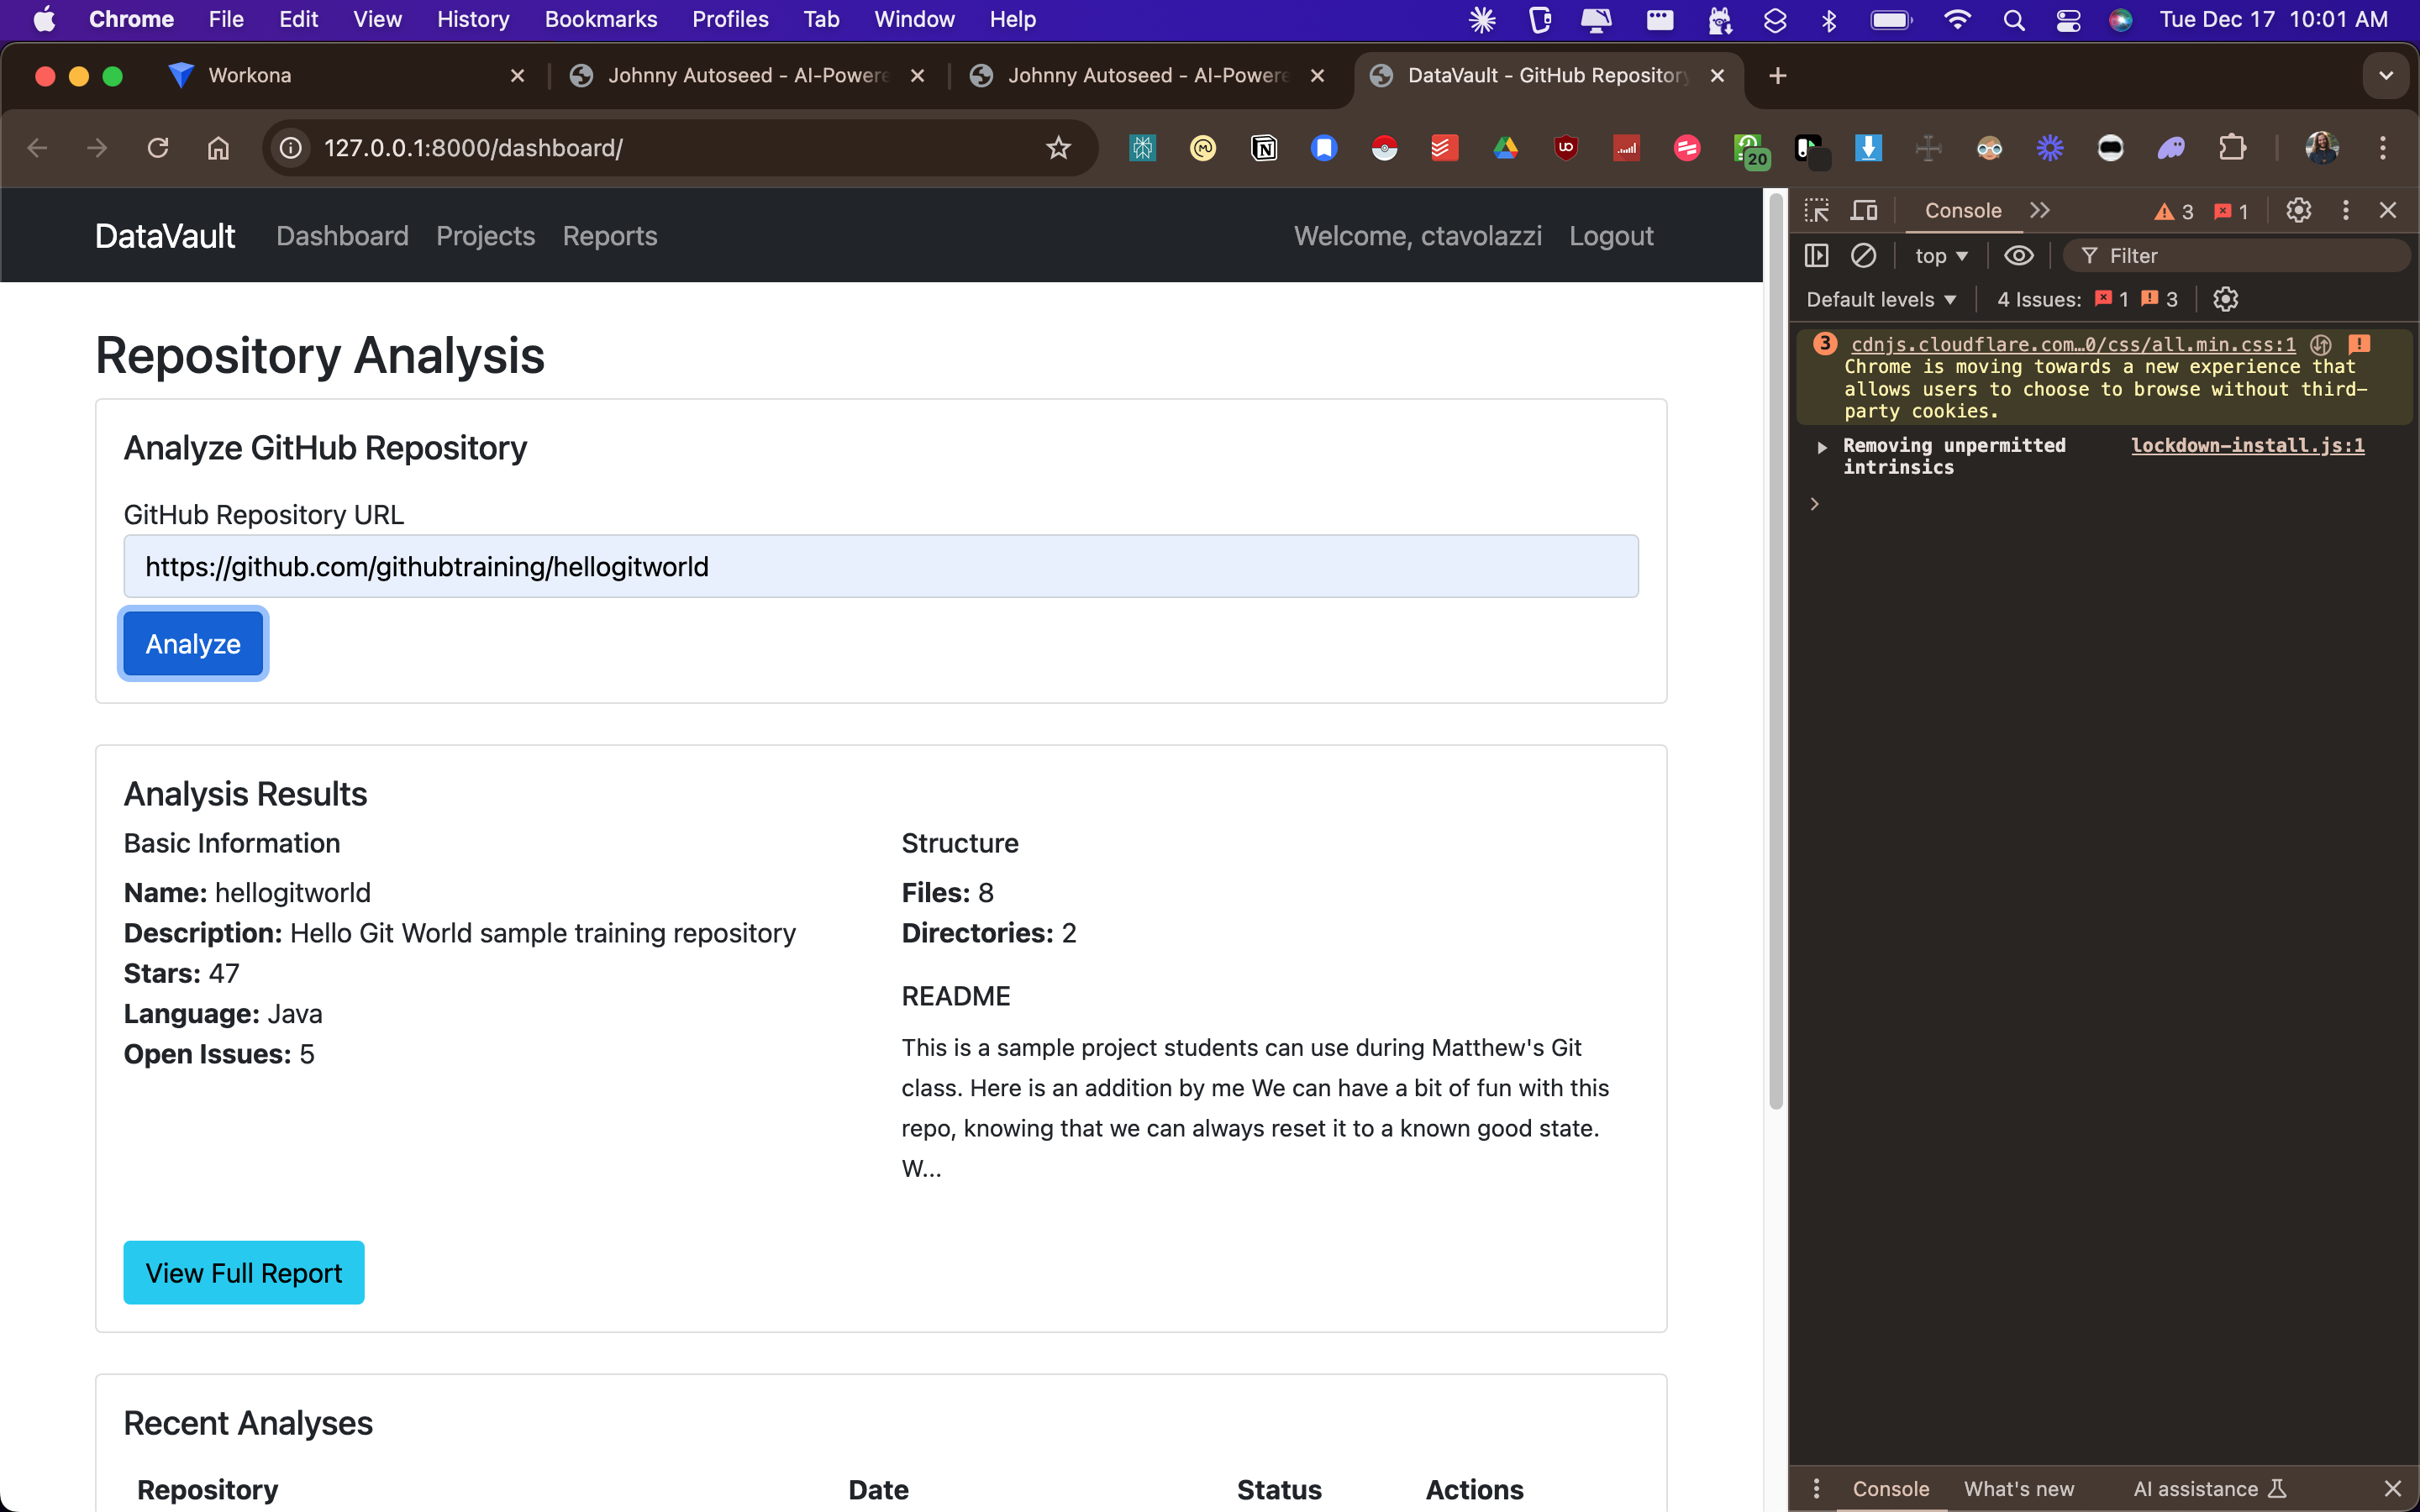 Chrome File Edit View History Bookmarks Profiles Tab Window Help Tue Dec 17 10:01 AM
Workona
Johnny Autoseed - AI-Powere
Johnny Autoseed - AI-Powere
DataVault - GitHub Repository
127.0.0.1:8000/dashboard/
20
DataVault Dashboard Projects Reports Welcome, ctavolazzi Logout
Repository Analysis
Analyze GitHub Repository
GitHub Repository URL
https://github.com/githubtraining/hellogitworld
Analyze
Analysis Results
Basic Information
Name: hellogitworld
Description: Hello Git World sample training repository
Stars: 47
Language: Java
Open Issues: 5
Structure
Files: 8
Directories: 2
README
This is a sample project students can use during Matthew's Git
class. Here is an addition by me We can have a bit of fun with this
repo, knowing that we can always reset it to a known good state.
W...
View Full Report
Recent Analyses
Repository Date Status Actions
Console 3 1
top Filter
Default levels 4 Issues: 1 3
3 cdnjs.cloudflare.com…0/css/all.min.css:1
Chrome is moving towards a new experience that
allows users to choose to browse without third-
party cookies.
Removing unpermitted lockdown-install.js:1
intrinsics
Console What's new AI assistance